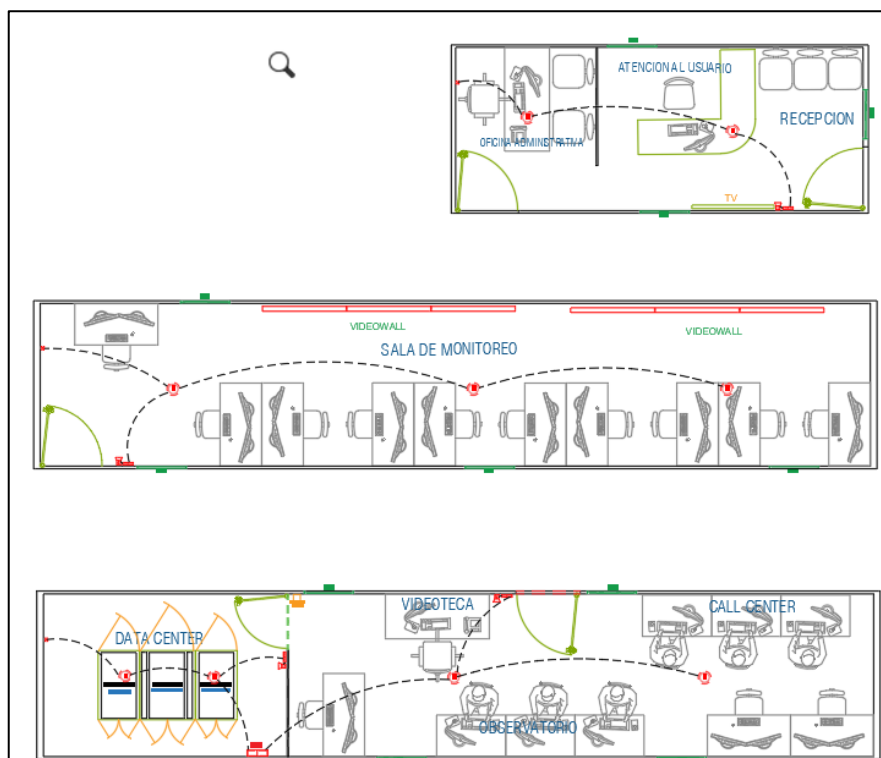 ATENCION AL USUARIO
RECEPCION
OFICINA ADMINISTRATIVA
TV
VIDEOWALL
VIDEOWALL
SALA DE MONITOREO
VIDEOTECA
CALL CENTER
DATA CENTER
OBSERVATORIO